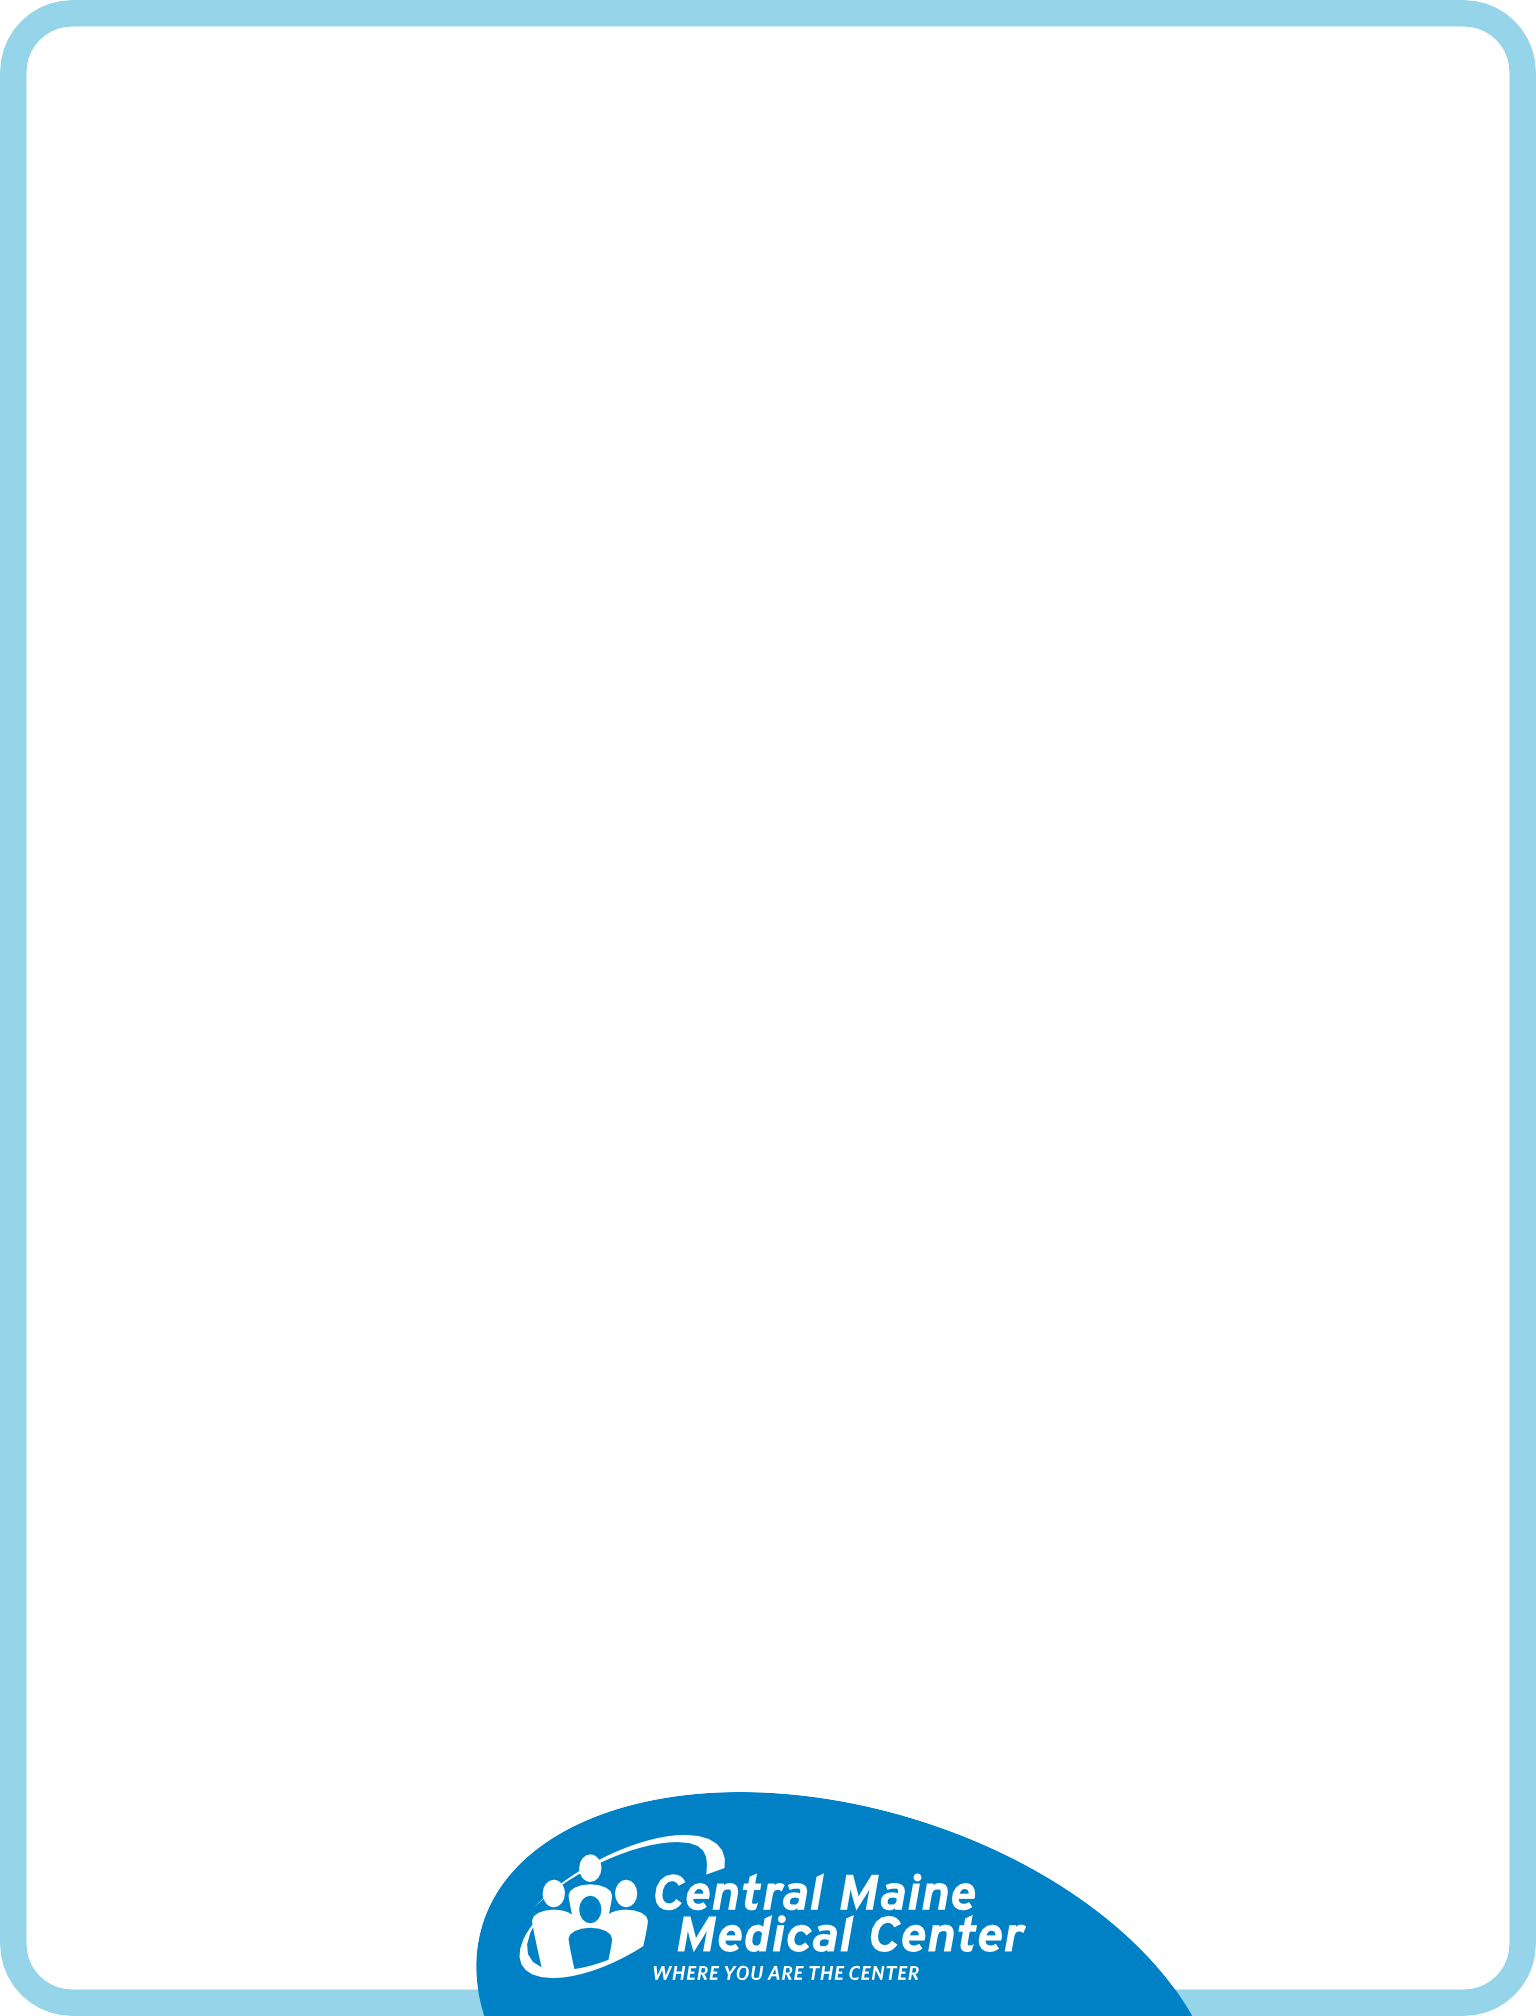 Central Maine
Medical Center
WHERE YOU ARE THE CENTER